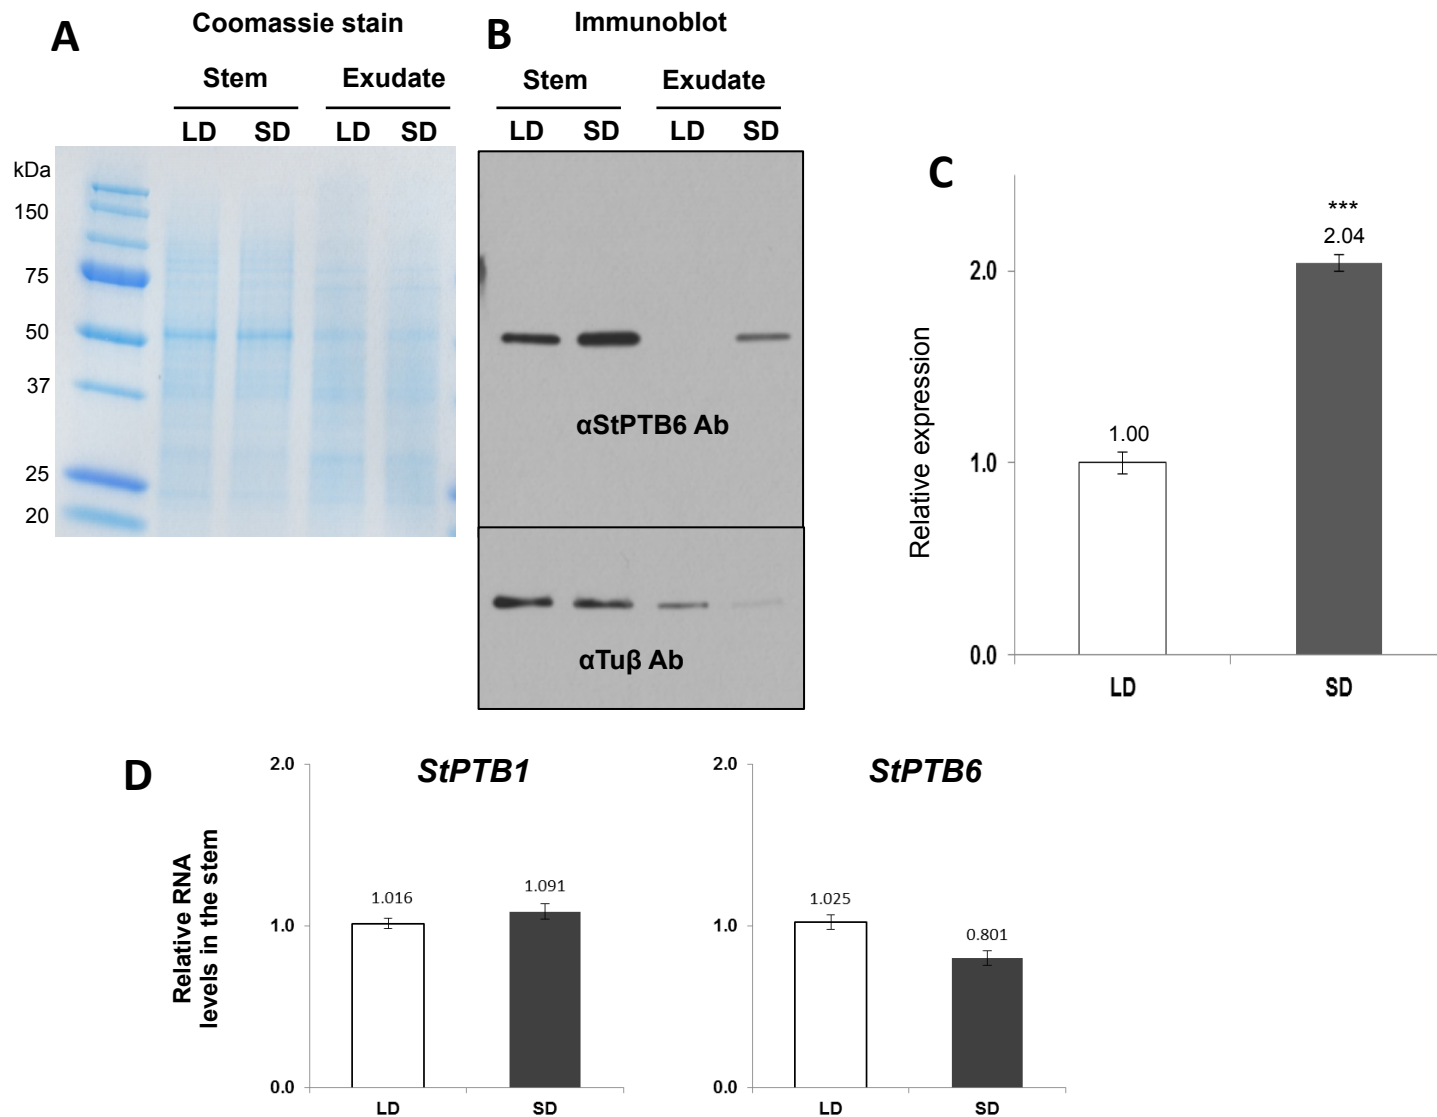 A
Coomassie stain
Stem Exudate
LD SD LD SD
kDa
150
75
50
37
25
20
B
Immunoblot
Stem Exudate
LD SD LD SD
αStPTB6 Ab
αTuβ Ab
C
Relative expression
2.0
1.0
0.0
1.00
***
2.04
LD SD
D
Relative RNA
levels in the stem
StPTB1
2.0
1.0
0.0
1.016
1.091
LD SD
StPTB6
2.0
1.0
0.0
1.025
0.801
LD SD